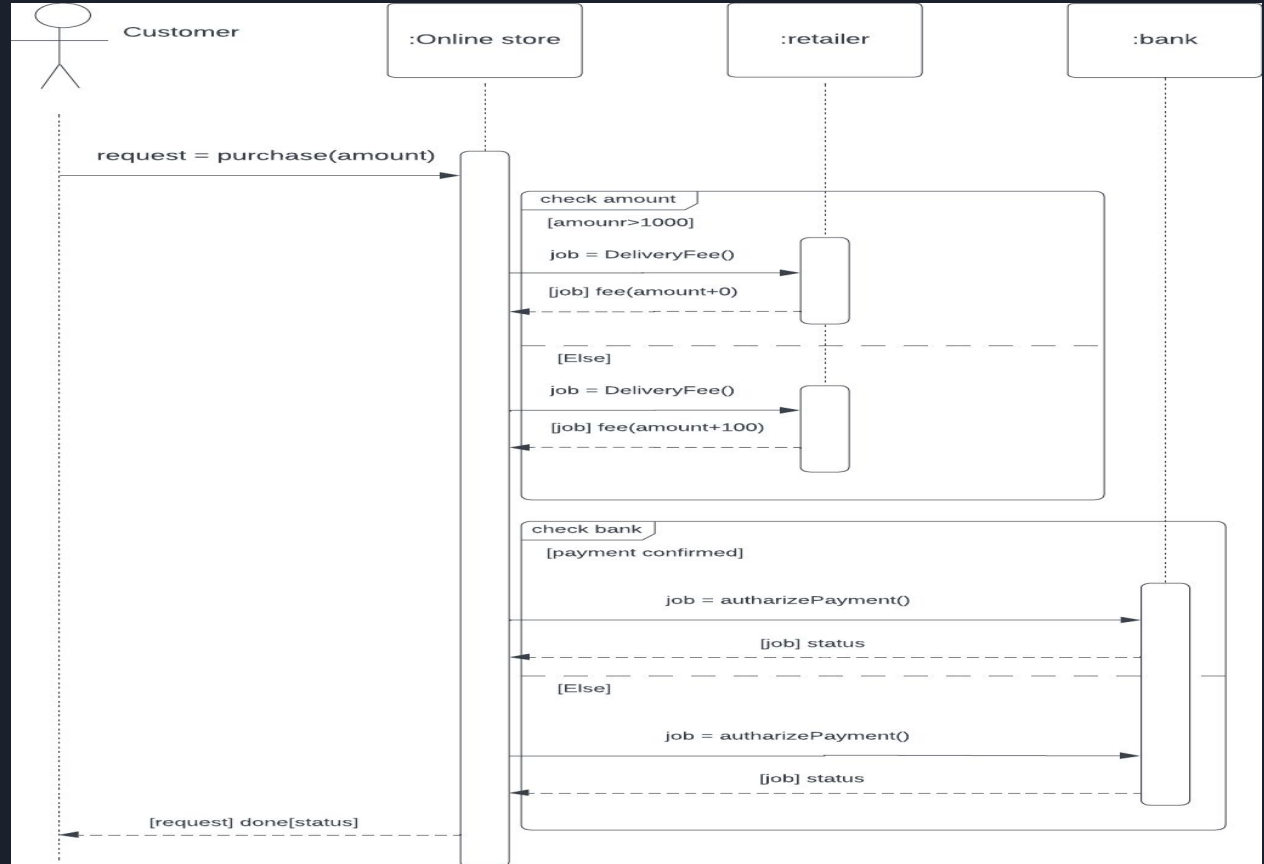 Customer
:Online store
:retailer
:bank
request = purchase(amount)
check amount
[amounr>1000]
job = DeliveryFee()
[job] fee(amount+0)
[Else]
job = DeliveryFee()
[job] fee(amount+100)
check bank
[payment confirmed]
job = autharizePayment()
[job] status
[Else]
job = autharizePayment()
[job] status
[request] done[status]